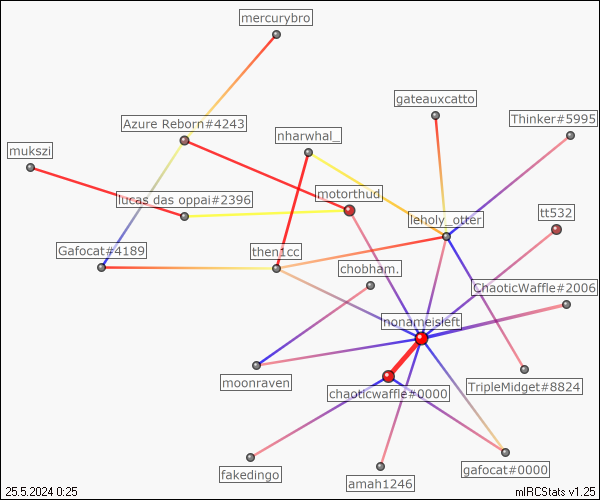 mercurybro
gateauxcatto
Thinker#5995
Azure Reborn#4243
nharwhal_
mukszi
lucas das oppai#2396
motorthud
leholy_otter
tt532
Gafocat#4189
then1cc
chobham.
ChaoticWaffle#2006
nonameisleft
moonraven
chaoticwaffle#0000
TripleMidget#8824
fakedingo
amah1246
gafocat#0000
25.5.2024 0:25
mIRCStats v1.25